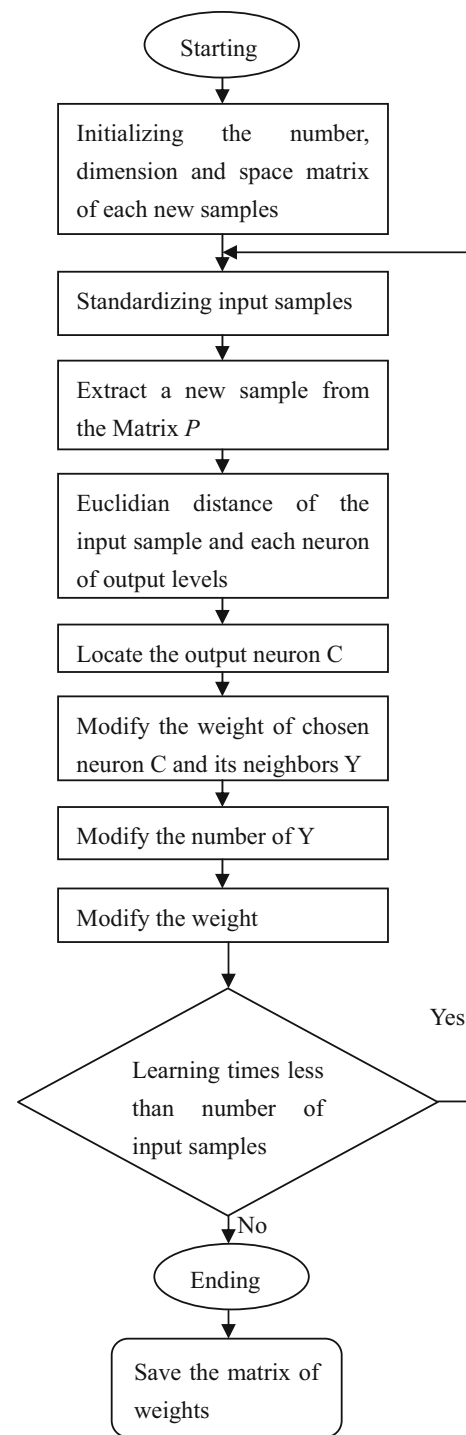 Starting
Initializing the number,
dimension and space matrix
of each new samples
Standardizing input samples
Extract a new sample from
the Matrix P
Euclidian distance of the
input sample and each neuron
of output levels
Locate the output neuron C
Modify the weight of chosen
neuron C and its neighbors Y
Modify the number of Y
Modify the weight
Yes
Learning times less
than number of
input samples
No
Ending
Save the matrix of
weights